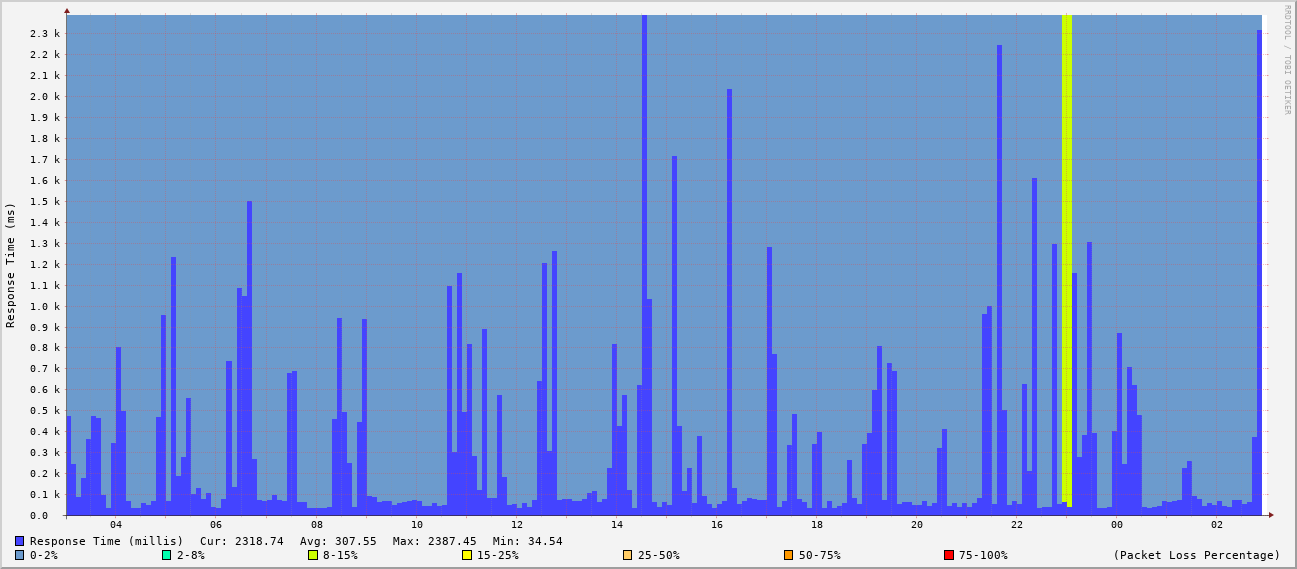 RRDTOOL / TOBI OETIKER
Response Time (ms)
2.3 k
2.2 k
2.1 k
2.0 k
1.9 k
1.8 k
1.7 k
1.6 k
1.5 k
1.4 k
1.3 k
1.2 k
1.1 k
1.0 k
0.9 k
0.8 k
0.7 k
0.6 k
0.5 k
0.4 k
0.3 k
0.2 k
0.1 k
0.0
04 06 08 10 12 14 16 18 20 22 00 02
Response Time (millis) Cur: 2318.74 Avg: 307.55 Max: 2387.45 Min: 34.54
0-2% 2-8% 8-15% 15-25% 25-50% 50-75% 75-100% (Packet Loss Percentage)